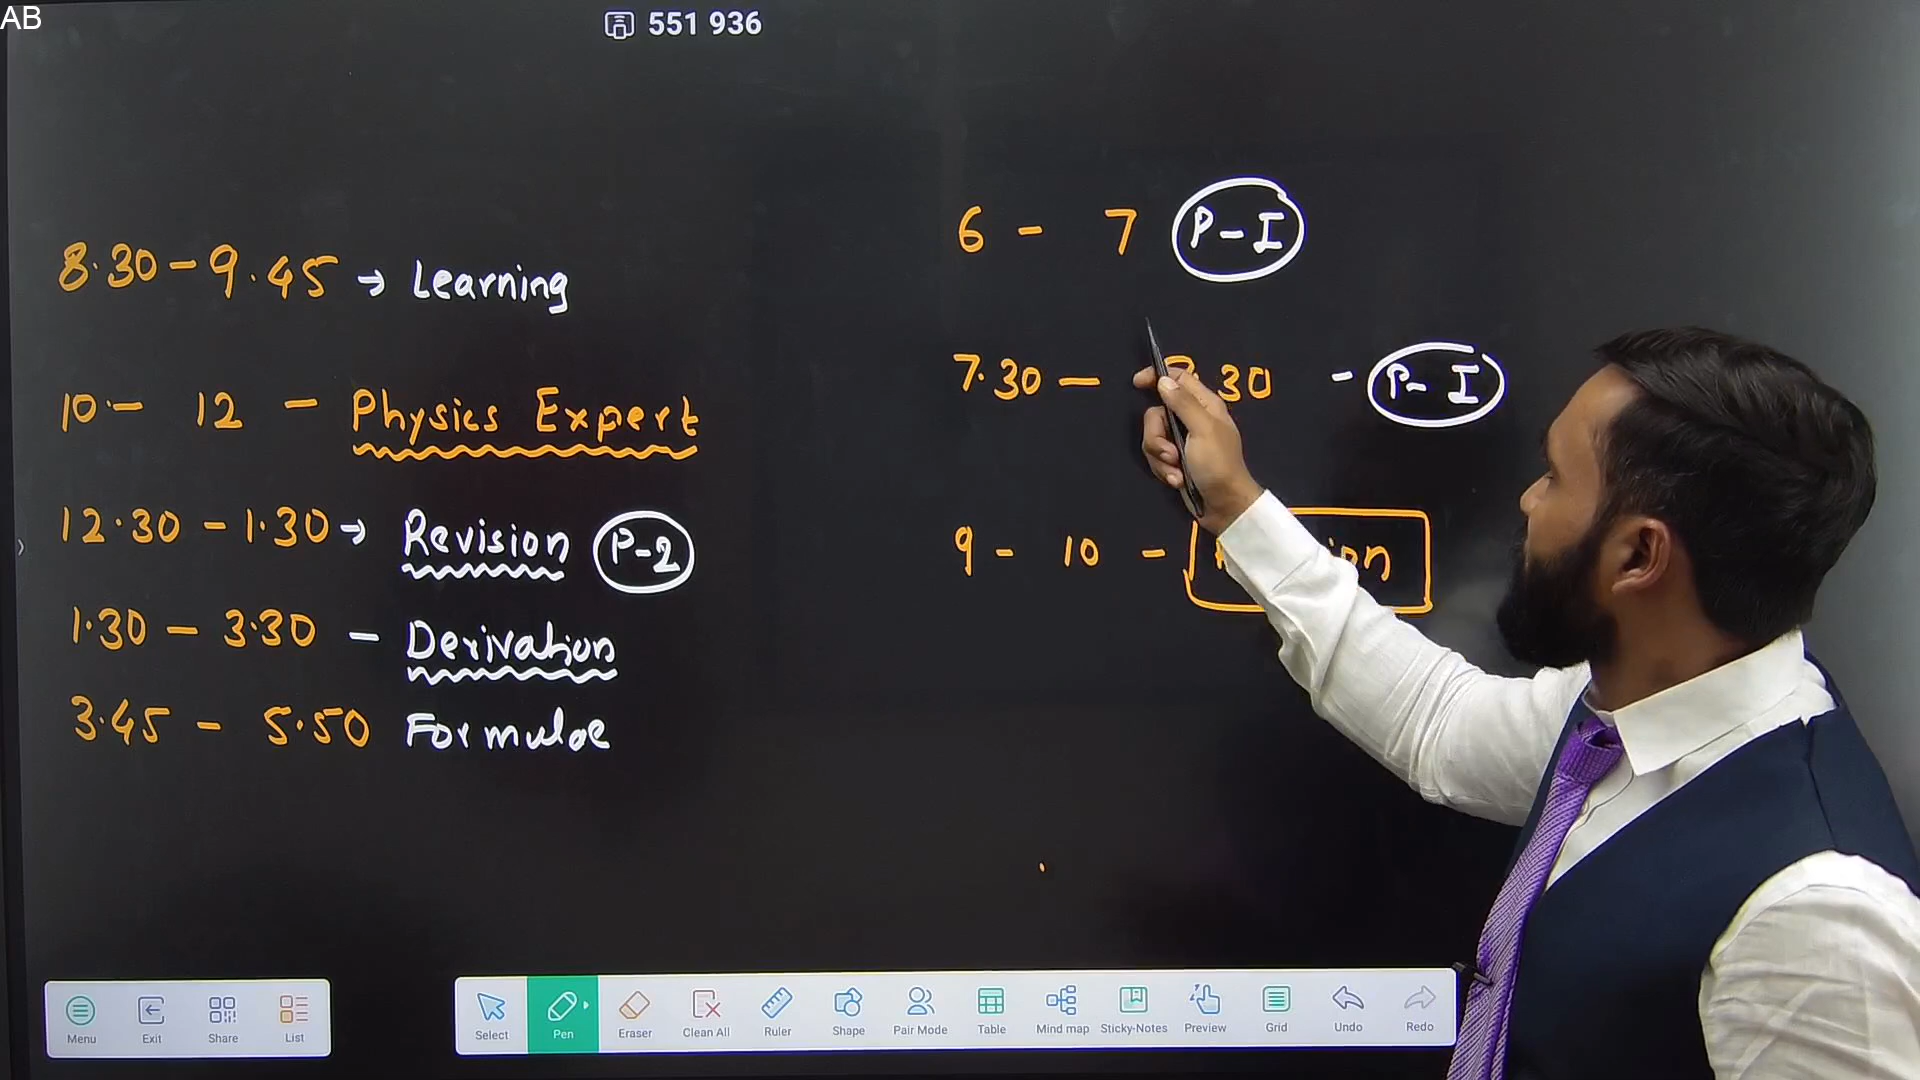 AB
551 936
8.30 - 9.45 → Learning
10 - 12 - Physics Expert
12.30 - 1.30 → Revision P-2
1.30 - 3.30 - Derivation
3.45 - 5.50 Formulae
6 - 7 P-I
7.30 - 30 - P-I
9 - 10 -
Menu Exit Share List
Select Pen Eraser Clean All Ruler Shape Pair Mode Table Mind map Sticky-Notes Preview Grid Undo Redo